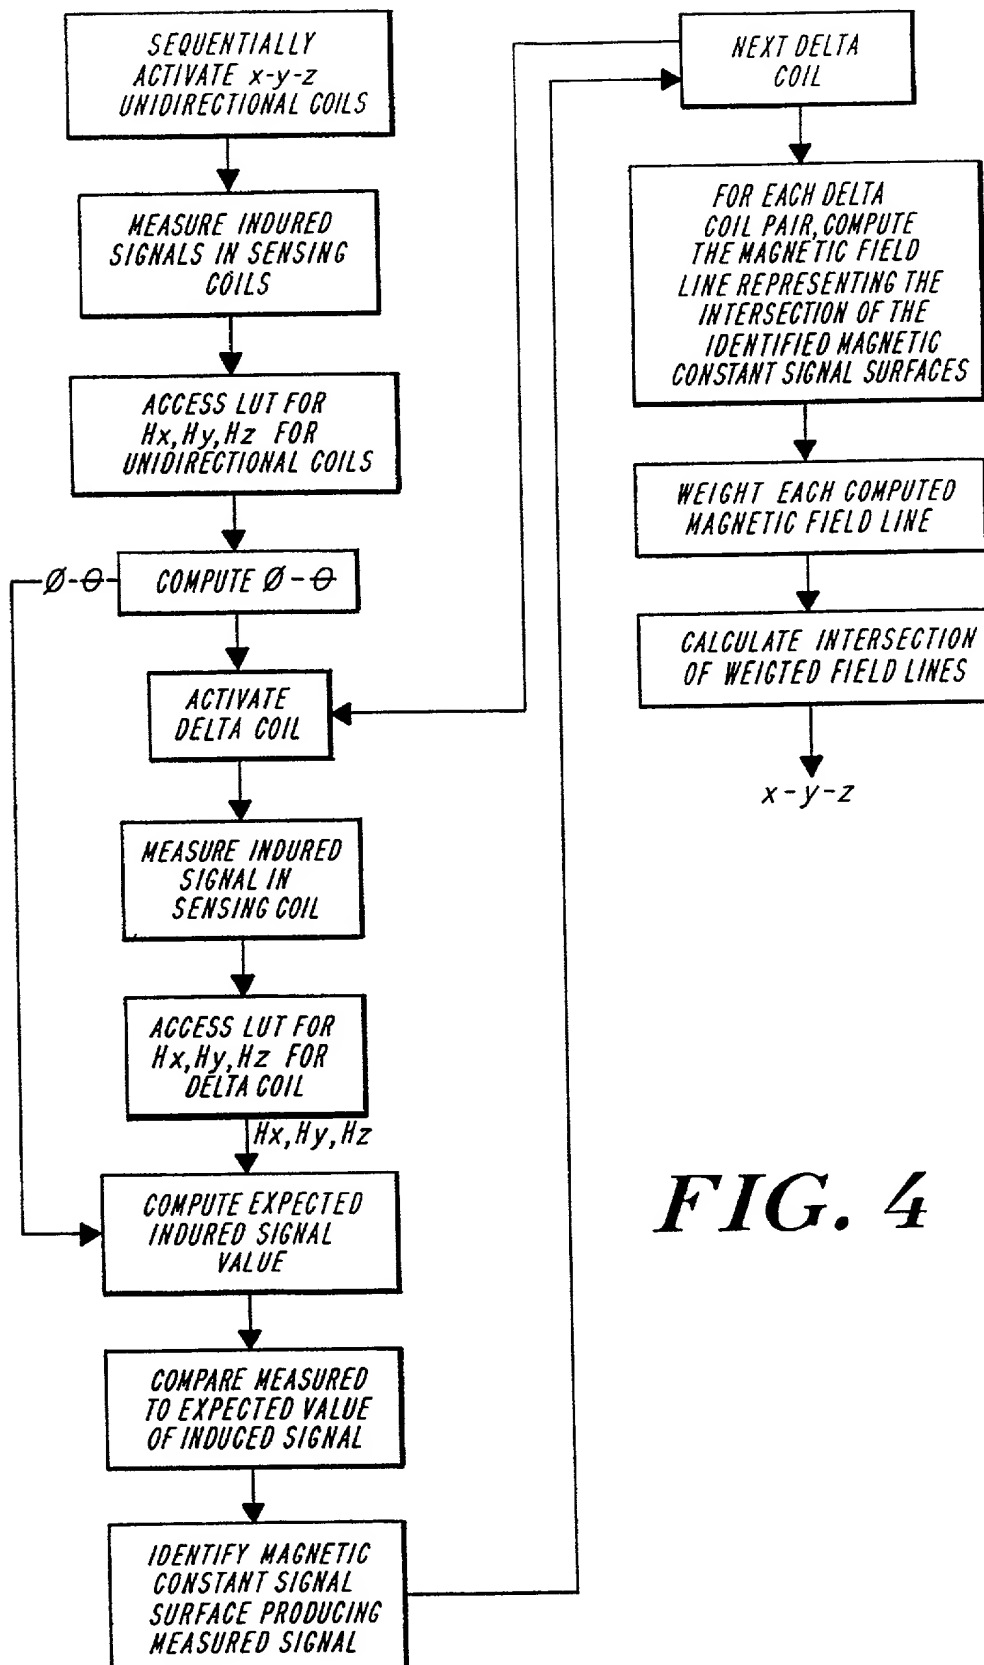 SEQUENTIALLY
ACTIVATE x-y-z
UNIDIRECTIONAL COILS
MEASURE INDURED
SIGNALS IN SENSING
COILS
ACCESS LUT FOR
Hx,Hy,Hz FOR
UNIDIRECTIONAL COILS
Ø-Θ
COMPUTE Ø-Θ
ACTIVATE
DELTA COIL
MEASURE INDURED
SIGNAL IN
SENSING COIL
ACCESS LUT FOR
Hx,Hy,Hz FOR
DELTA COIL
Hx,Hy,Hz
COMPUTE EXPECTED
INDURED SIGNAL
VALUE
COMPARE MEASURED
TO EXPECTED VALUE
OF INDUCED SIGNAL
IDENTIFY MAGNETIC
CONSTANT SIGNAL
SURFACE PRODUCING
MEASURED SIGNAL
NEXT DELTA
COIL
FOR EACH DELTA
COIL PAIR, COMPUTE
THE MAGNETIC FIELD
LINE REPRESENTING THE
INTERSECTION OF THE
IDENTIFIED MAGNETIC
CONSTANT SIGNAL SURFACES
WEIGHT EACH COMPUTED
MAGNETIC FIELD LINE
CALCULATE INTERSECTION
OF WEIGTED FIELD LINES
x-y-z
FIG. 4